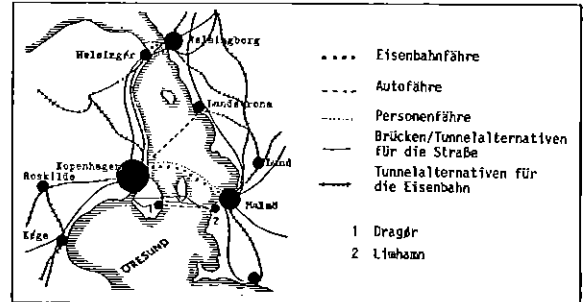 Helsingør
Helsingborg
Landskrona
Kopenhagen
Lund
Roskilde
Malmö
1
2
Køge
ÖRESUND
Eisenbahnfähre
Autofähre
Personenfähre
Brücken/Tunnelalternativen
für die Straße
Tunnelalternativen für
die Eisenbahn
1 Dragør
2 Limhamn